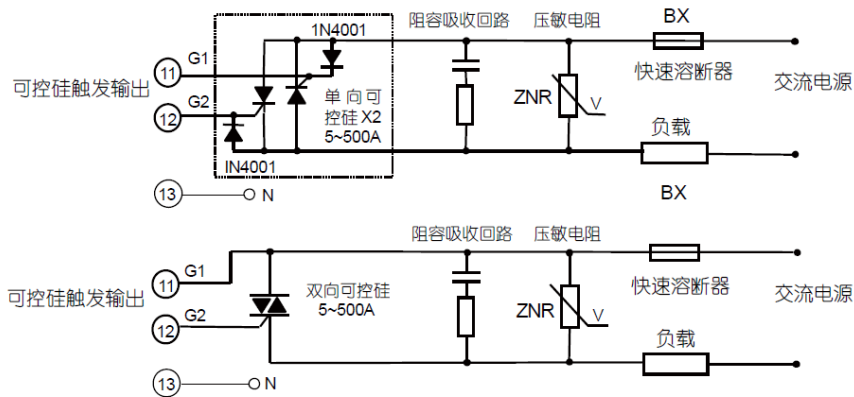 1N4001
阻容吸收回路
压敏电阻
BX
G1
11
可控硅触发输出
G2
12
单向可
控硅X2
5~500A
ZNR
V
快速溶断器
交流电源
负载
IN4001
13
N
BX
阻容吸收回路
压敏电阻
G1
11
可控硅触发输出
G2
12
双向可控硅
5~500A
ZNR
V
快速溶断器
交流电源
负载
13
N